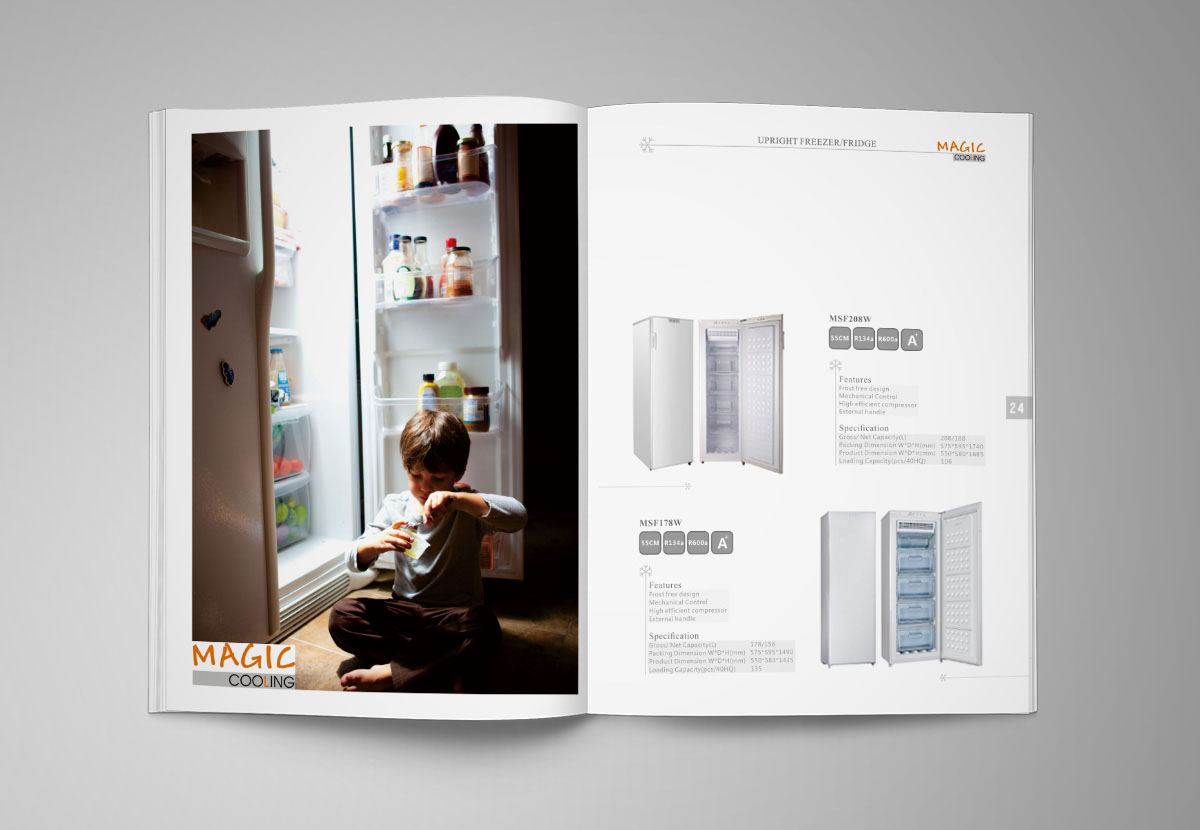 MAGIC
COOLING
UPRIGHT FREEZER/FRIDGE
MAGIC
COOLING
MSF208W
55CM R134a R600a A+
Features
Frost free design
Mechanical Control
High efficient compressor
External handle
Specification
Gross/ Net Capacity(L) 208/188
Packing Dimension W*D*H(mm) 575*595*1740
Product Dimension W*D*H(mm) 550*580*1685
Loading Capacity(pcs/40HQ) 106
24
MSF178W
55CM R134a R600a A+
Features
Frost free design
Mechanical Control
High efficient compressor
External handle
Specification
Gross/ Net Capacity(L) 178/158
Packing Dimension W*D*H(mm) 575*595*1490
Product Dimension W*D*H(mm) 550*583*1435
Loading Capacity(pcs/40HQ) 135